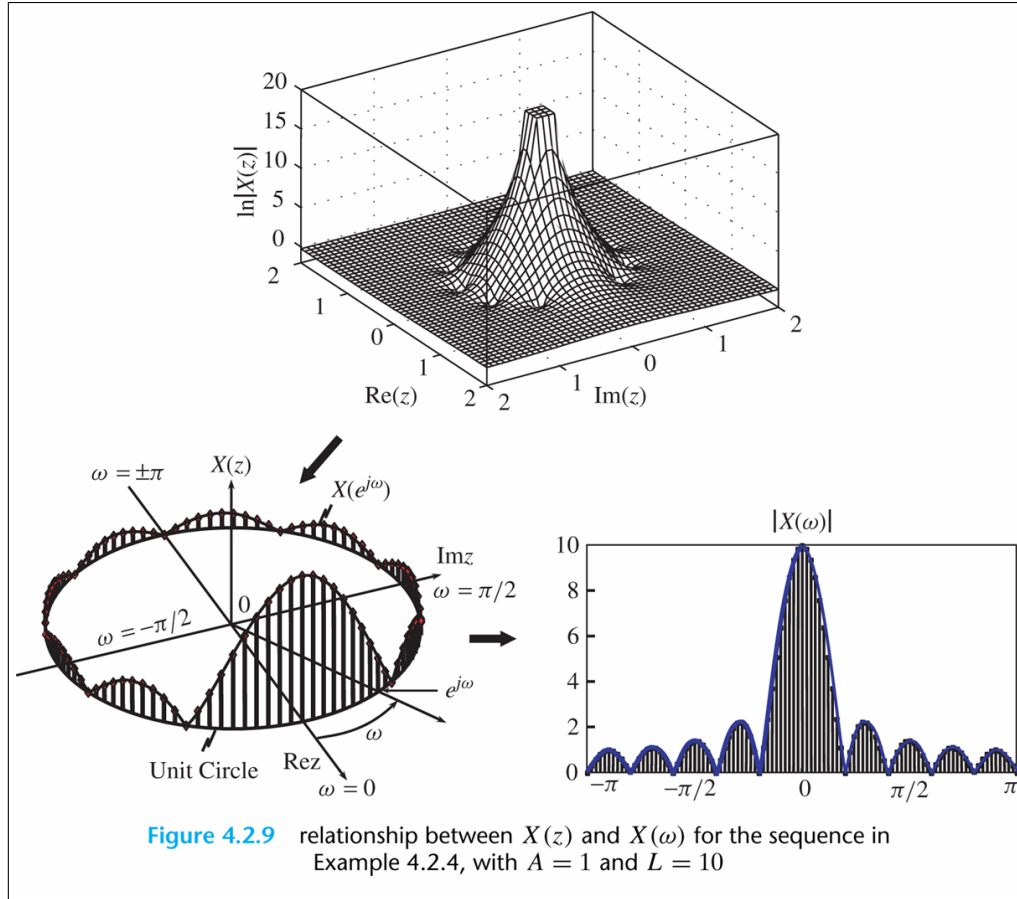 20
15
10
5
0
ln|X(z)|
2
1
0
1
2
Re(z)
2
1
0
1
2
Im(z)
ω = ±π
X(z)
X(e^{jω})
Imz
ω = π/2
0
ω = −π/2
e^{jω}
ω
Unit Circle
Rez
ω = 0
|X(ω)|
10
8
6
4
2
0
−π
−π/2
0
π/2
π
Figure 4.2.9 relationship between X(z) and X(ω) for the sequence in
Example 4.2.4, with A = 1 and L = 10